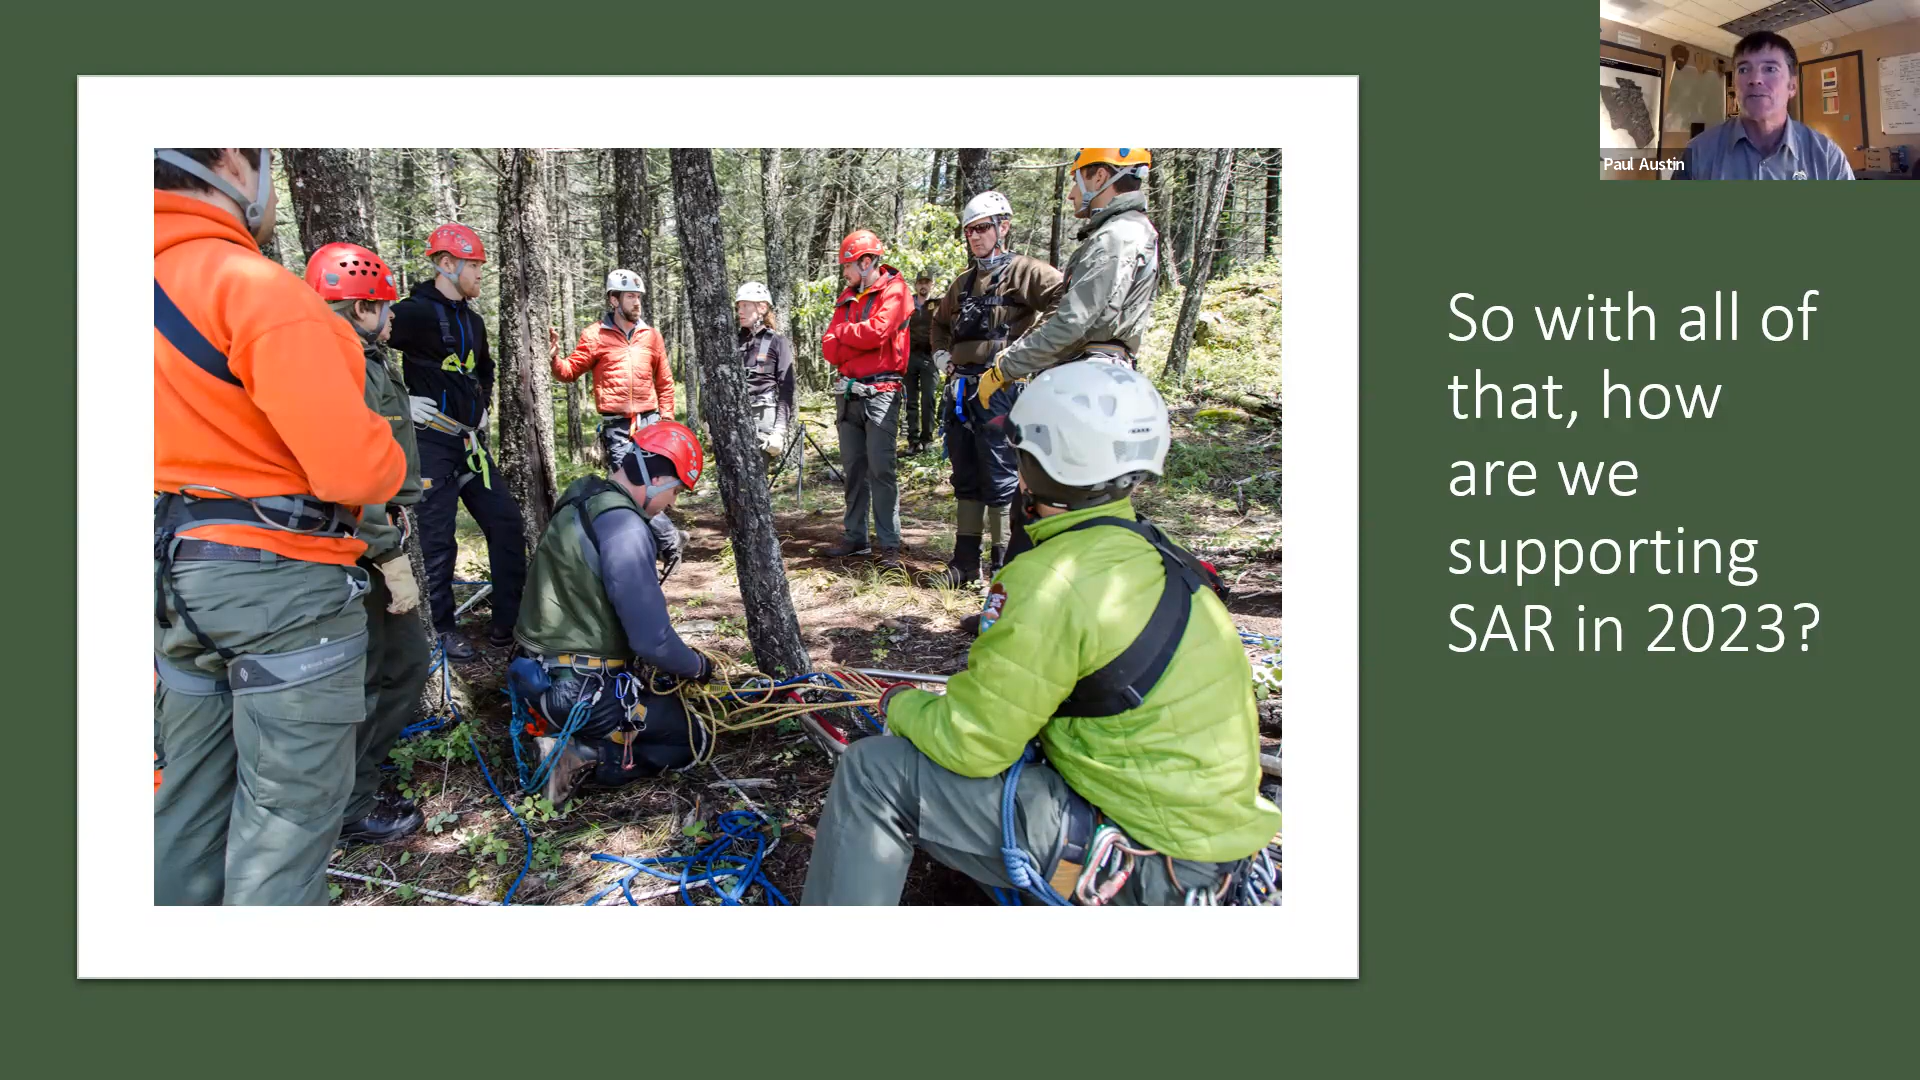 Paul Austin
So with all of
that, how
are we
supporting
SAR in 2023?